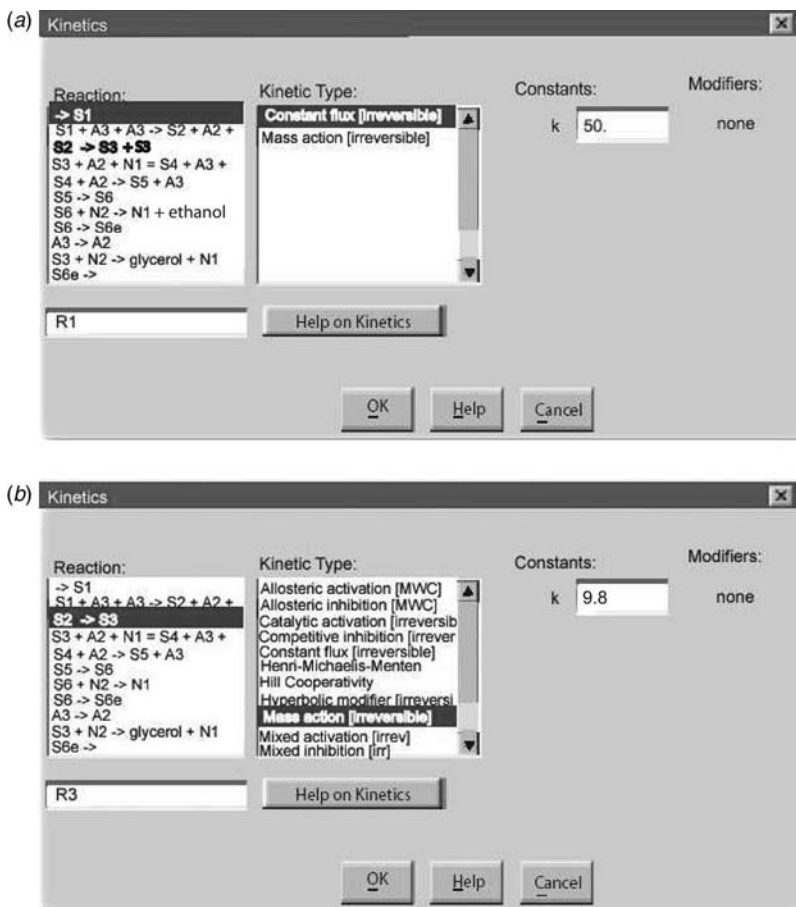 (a)
Kinetics
Reaction:
-> S1
S1 + A3 + A3 -> S2 + A2 +
S2 -> S3 + S3
S3 + A2 + N1 = S4 + A3 +
S4 + A2 -> S5 + A3
S5 -> S6
S6 + N2 -> N1 + ethanol
S6 -> S6e
A3 -> A2
S3 + N2 -> glycerol + N1
S6e ->
R1
Kinetic Type:
Constant flux [irreversible]
Mass action [irreversible]
Help on Kinetics
Constants:
k 50.
Modifiers:
none
OK
Help
Cancel
(b)
Kinetics
Reaction:
-> S1
S1 + A3 + A3 -> S2 + A2 +
S2 -> S3
S3 + A2 + N1 = S4 + A3 +
S4 + A2 -> S5 + A3
S5 -> S6
S6 + N2 -> N1
S6 -> S6e
A3 -> A2
S3 + N2 -> glycerol + N1
S6e ->
R3
Kinetic Type:
Allosteric activation [MWC]
Allosteric inhibition [MWC]
Catalytic activation [irreversib
Competitive inhibition [irrever
Constant flux [irreversible]
Henri-Michaelis-Menten
Hill Cooperativity
Hyperbolic modifier [irreversi
Mass action [irreversible]
Mixed activation [irrev)
Mixed inhibition [irr]
Help on Kinetics
Constants:
k 9.8
Modifiers:
none
OK
Help
Cancel